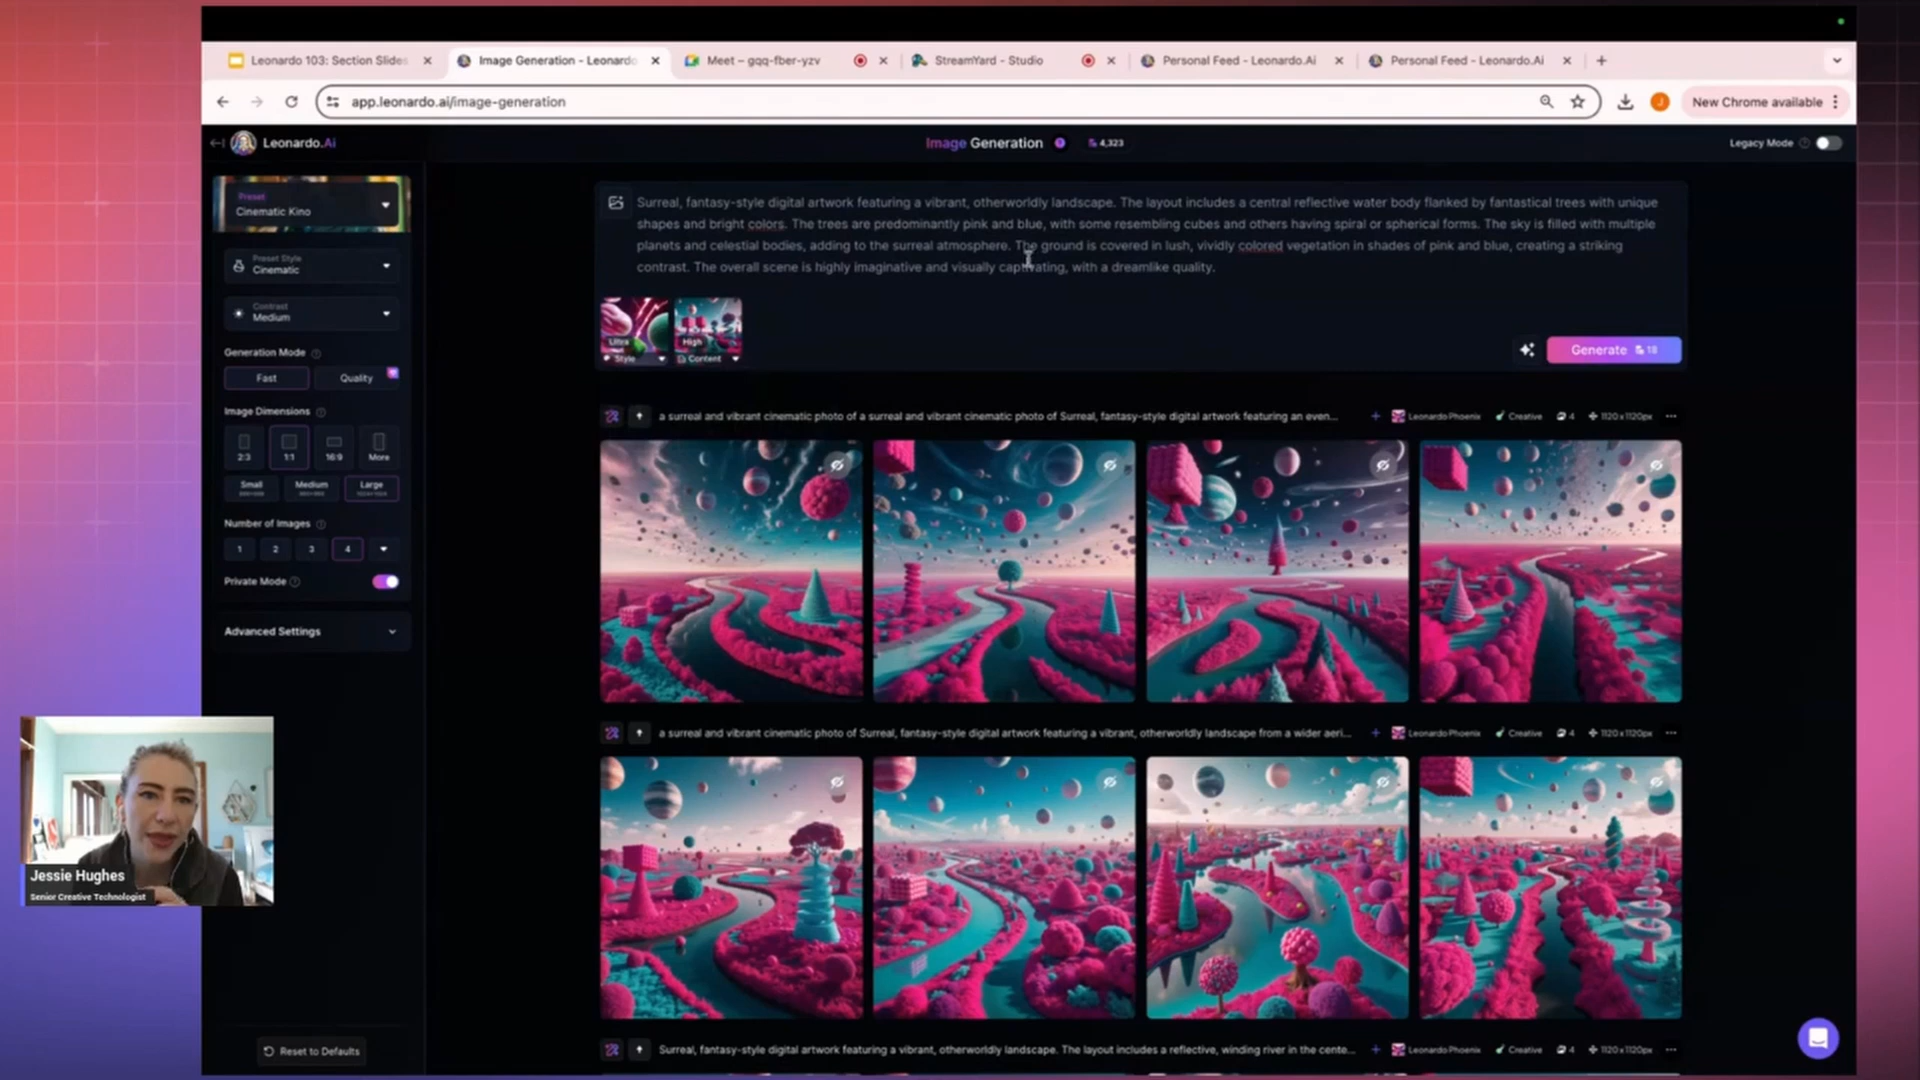 Leonardo 103: Section Slides
Image Generation - Leonardo
Meet – gqq-fber-yzv
StreamYard - Studio
Personal Feed - Leonardo.Ai
Personal Feed - Leonardo.Ai
app.leonardo.ai/image-generation
J
New Chrome available
Leonardo.Ai
Image Generation
4,323
Legacy Mode
Preset
Cinematic Kino
Preset Style
Cinematic
Contrast
Medium
Generation Mode
Fast
Quality
Image Dimensions
2:3
1:1
16:9
More
Small
Medium
Large
Number of Images
1
2
3
4
Private Mode
Advanced Settings
Reset to Defaults
Surreal, fantasy-style digital artwork featuring a vibrant, otherworldly landscape. The layout includes a central reflective water body flanked by fantastical trees with unique
shapes and bright colors. The trees are predominantly pink and blue, with some resembling cubes and others having spiral or spherical forms. The sky is filled with multiple
planets and celestial bodies, adding to the surreal atmosphere. The ground is covered in lush, vividly colored vegetation in shades of pink and blue, creating a striking
contrast. The overall scene is highly imaginative and visually captivating, with a dreamlike quality.
Ultra
Style
High
Content
Generate
18
a surreal and vibrant cinematic photo of a surreal and vibrant cinematic photo of Surreal, fantasy-style digital artwork featuring an even...
Leonardo Phoenix
Creative
4
1120 x 1120px
a surreal and vibrant cinematic photo of Surreal, fantasy-style digital artwork featuring a vibrant, otherworldly landscape from a wider aeri...
Leonardo Phoenix
Creative
4
1120 x 1120px
Surreal, fantasy-style digital artwork featuring a vibrant, otherworldly landscape. The layout includes a reflective, winding river in the cente...
Leonardo Phoenix
Creative
4
1120 x 1120px
Jessie Hughes
Senior Creative Technologist